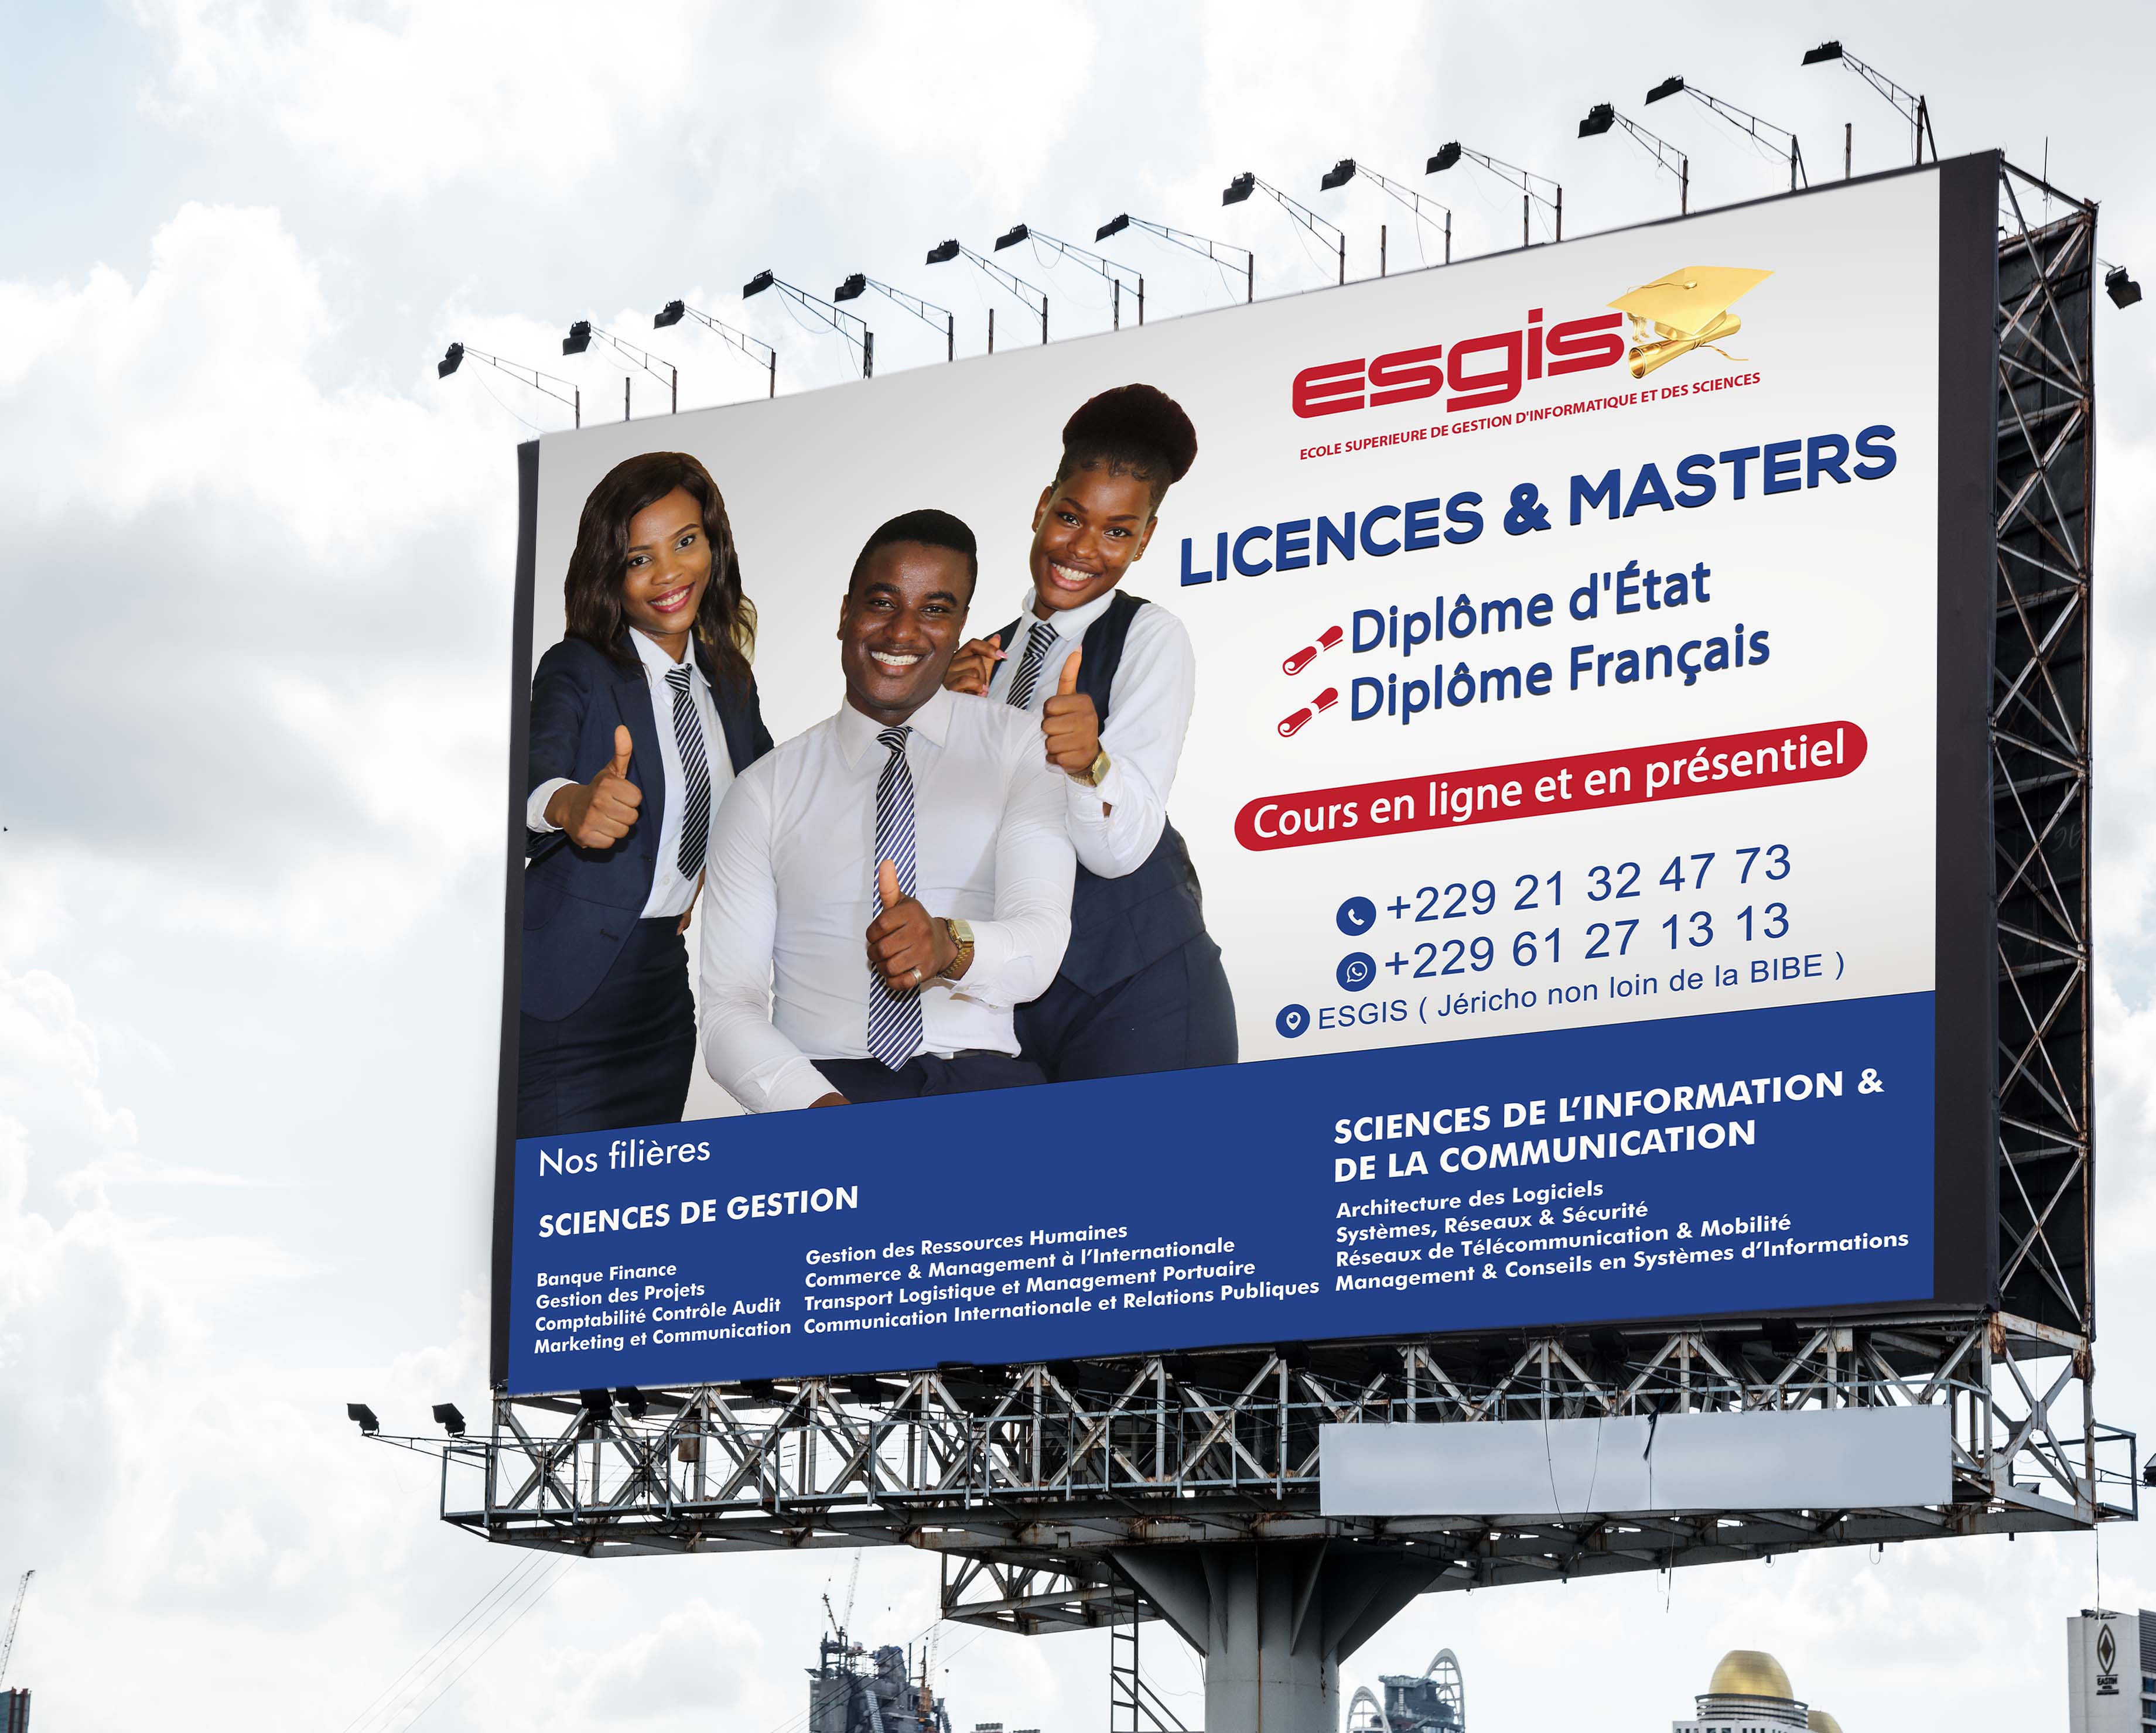 esgis
ECOLE SUPERIEURE DE GESTION D'INFORMATIQUE ET DES SCIENCES
LICENCES & MASTERS
Diplôme d'État
Diplôme Français
Cours en ligne et en présentiel
+229 21 32 47 73
+229 61 27 13 13
ESGIS ( Jéricho non loin de la BIBE )
Nos filières
SCIENCES DE GESTION
Banque Finance
Gestion des Projets
Comptabilité Contrôle Audit
Marketing et Communication
Gestion des Ressources Humaines
Commerce & Management à l'Internationale
Transport Logistique et Management Portuaire
Communication Internationale et Relations Publiques
SCIENCES DE L'INFORMATION &
DE LA COMMUNICATION
Architecture des Logiciels
Systèmes, Réseaux & Sécurité
Réseaux de Télécommunication & Mobilité
Management & Conseils en Systèmes d'Informations
EASTIN